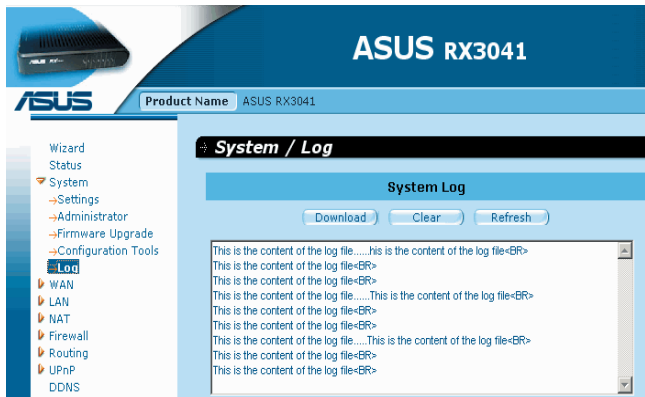 ASUS RX3041
ASUS
Product Name ASUS RX3041
Wizard
Status
System
→Settings
→Administrator
→Firmware Upgrade
→Configuration Tools
→Log
WAN
LAN
NAT
Firewall
Routing
UPnP
DDNS
System / Log
System Log
Download Clear Refresh
This is the content of the log file......his is the content of the log file<BR>
This is the content of the log file<BR>
This is the content of the log file<BR>
This is the content of the log file......This is the content of the log file<BR>
This is the content of the log file<BR>
This is the content of the log file<BR>
This is the content of the log file.....This is the content of the log file<BR>
This is the content of the log file<BR>
This is the content of the log file<BR>